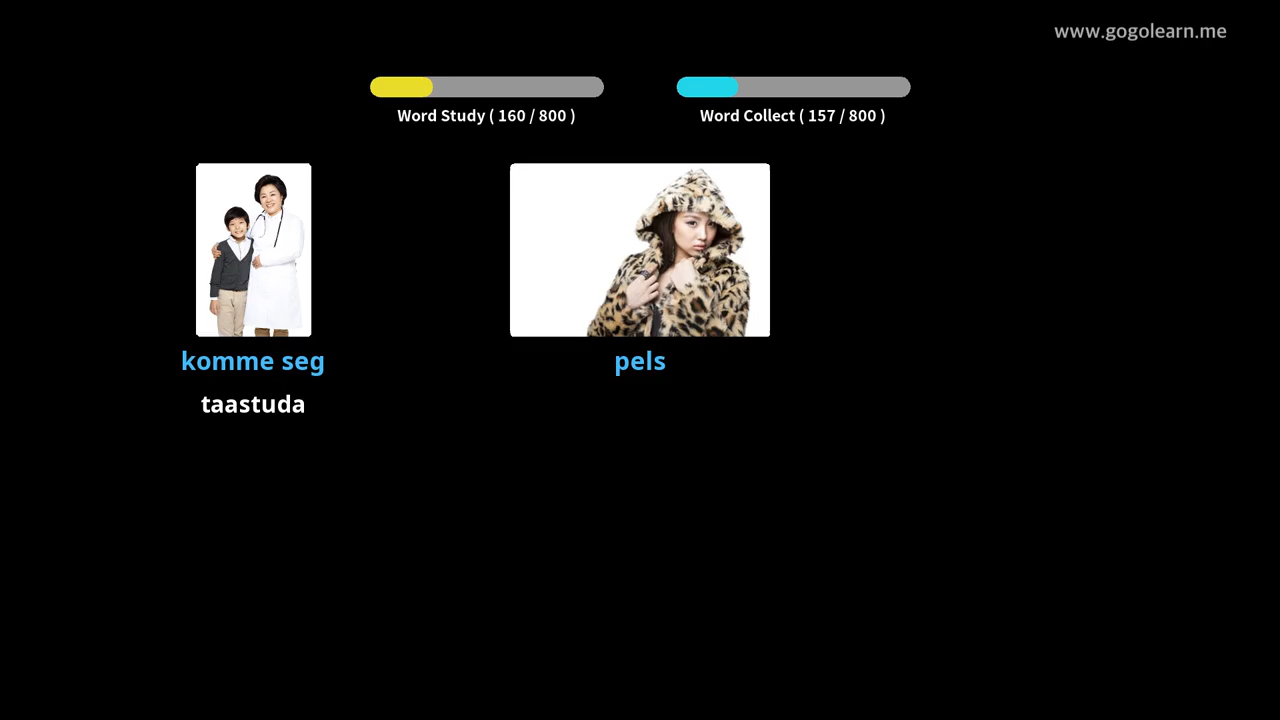 www.gogolearn.me
Word Study ( 160 / 800 )
Word Collect ( 157 / 800 )
komme seg
pels
taastuda